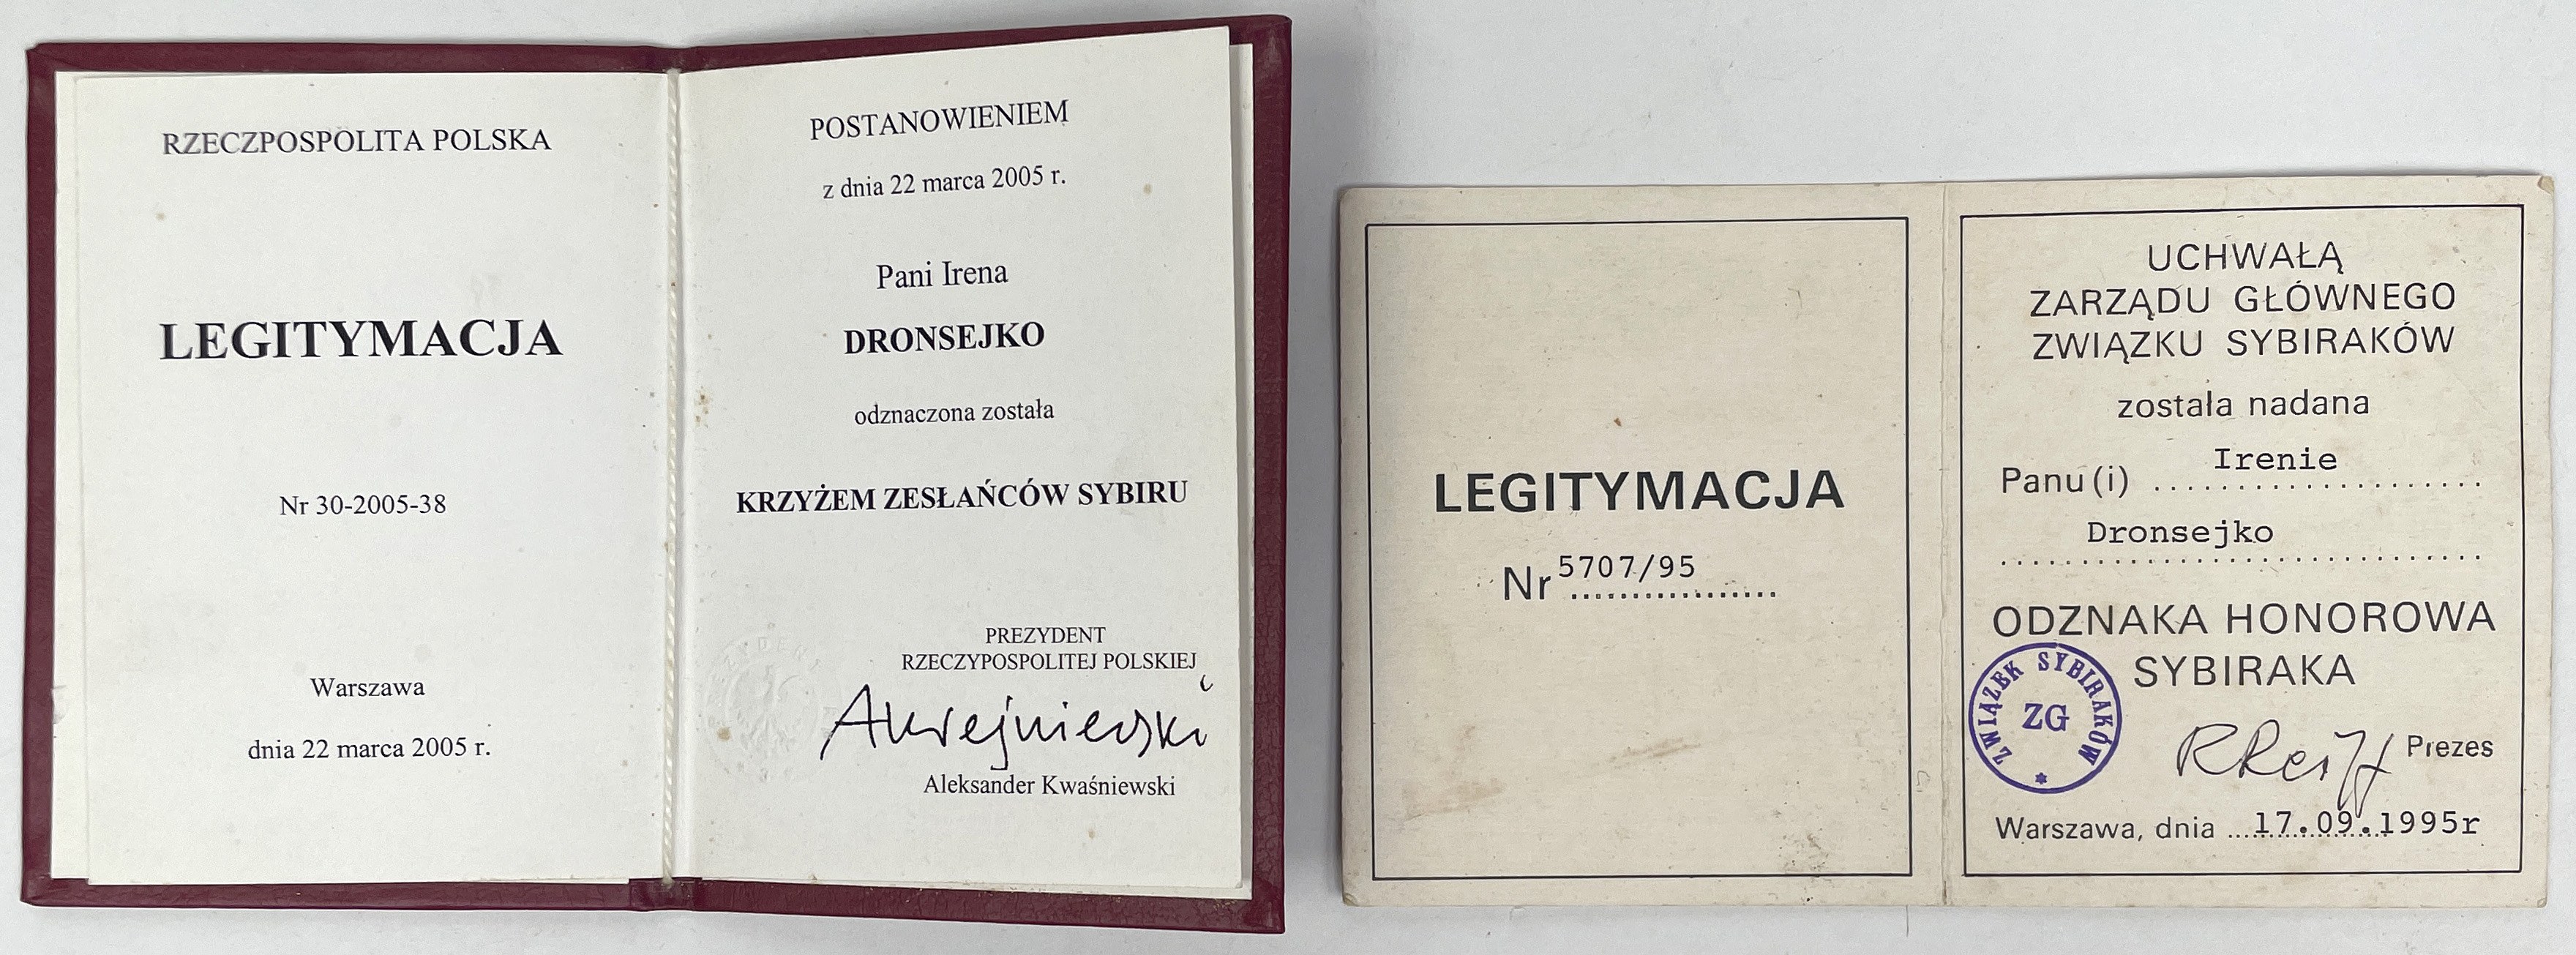 RZECZPOSPOLITA POLSKA
LEGITYMACJA
Nr 30-2005-38
Warszawa
dnia 22 marca 2005 r.
POSTANOWIENIEM
z dnia 22 marca 2005 r.
Pani Irena
DRONSEJKO
odznaczona została
KRZYŻEM ZESŁAŃCÓW SYBIRU
PREZYDENT
RZECZYPOSPOLITEJ POLSKIEJ
Aleksander Kwaśniewski
LEGITYMACJA
Nr 5707/95
UCHWAŁĄ
ZARZĄDU GŁÓWNEGO
ZWIĄZKU SYBIRAKÓW
została nadana
Panu(i) Irenie
Dronsejko
ODZNAKA HONOROWA
SYBIRAKA
ZWIĄZEK SYBIRAKÓW
ZG
Prezes
Warszawa, dnia 17.09.1995r